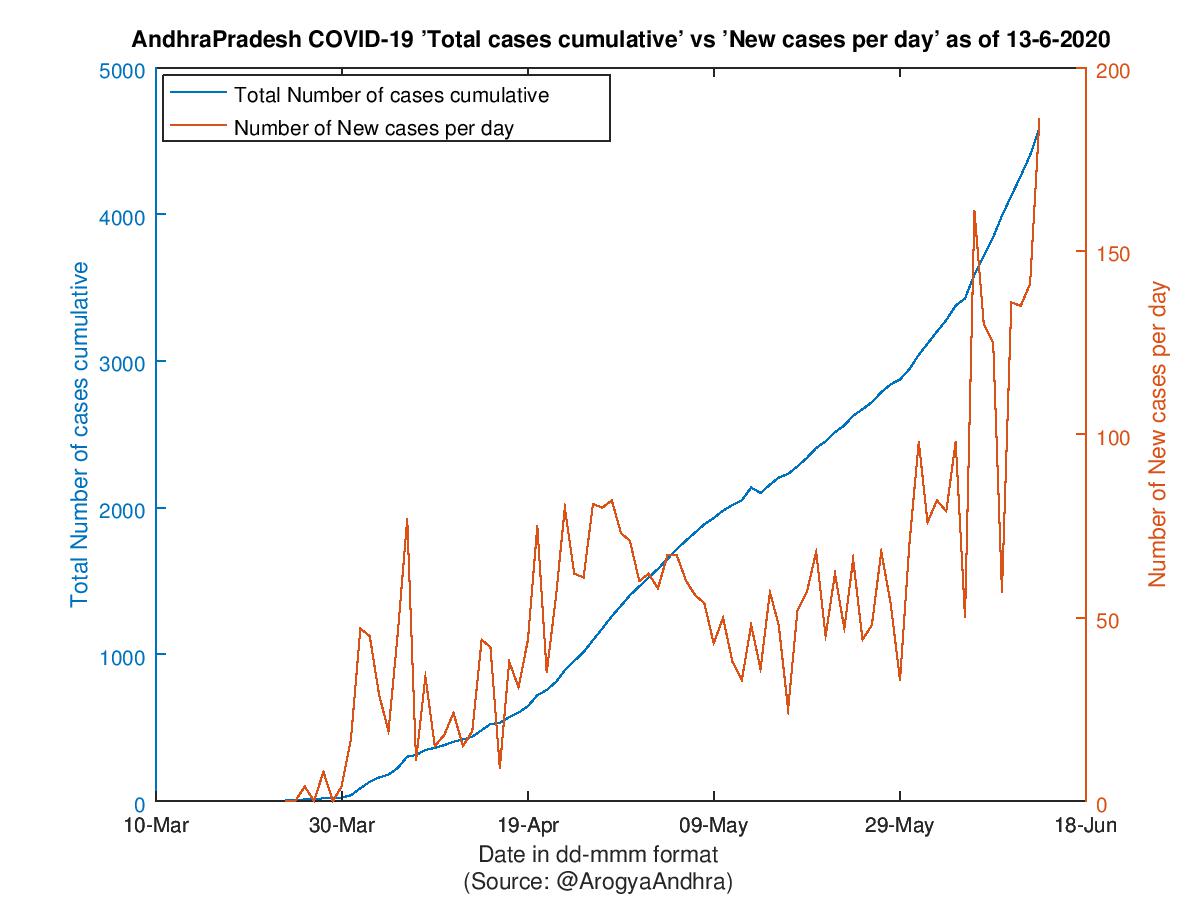 AndhraPradesh COVID-19 ’Total cases cumulative’ vs ’New cases per day’ as of 13-6-2020
Total Number of cases cumulative
Number of New cases per day
5000
4000
3000
2000
1000
0
Total Number of cases cumulative
200
150
100
50
0
Number of New cases per day
10-Mar 30-Mar 19-Apr 09-May 29-May 18-Jun
Date in dd-mmm format
(Source: @ArogyaAndhra)